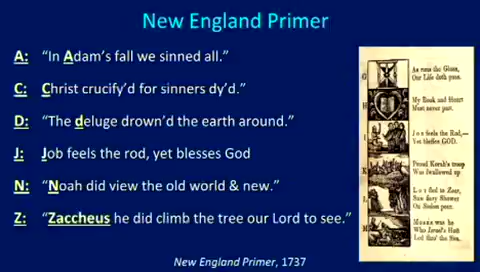 New England Primer
A: "In Adam's fall we sinned all."
C: Christ crucify'd for sinners dy'd."
D: "The deluge drown'd the earth around."
J: Job feels the rod, yet blesses God
N: "Noah did view the old world & new."
Z: "Zaccheus he did climb the tree our Lord to see."
G
As runs the Glass,
Our Life doth pass.
H
My Book and Heart
Must never part.
J
Job feels the Rod,—
Yet blesses GOD.
K
Proud Korah's troop
Was swallowed up
L
Lot fled to Zoar,
Saw fiery Shower
On Sodom pour.
M
Moses was he
Who Israel's Host
Led thro' the Sea.
New England Primer, 1737